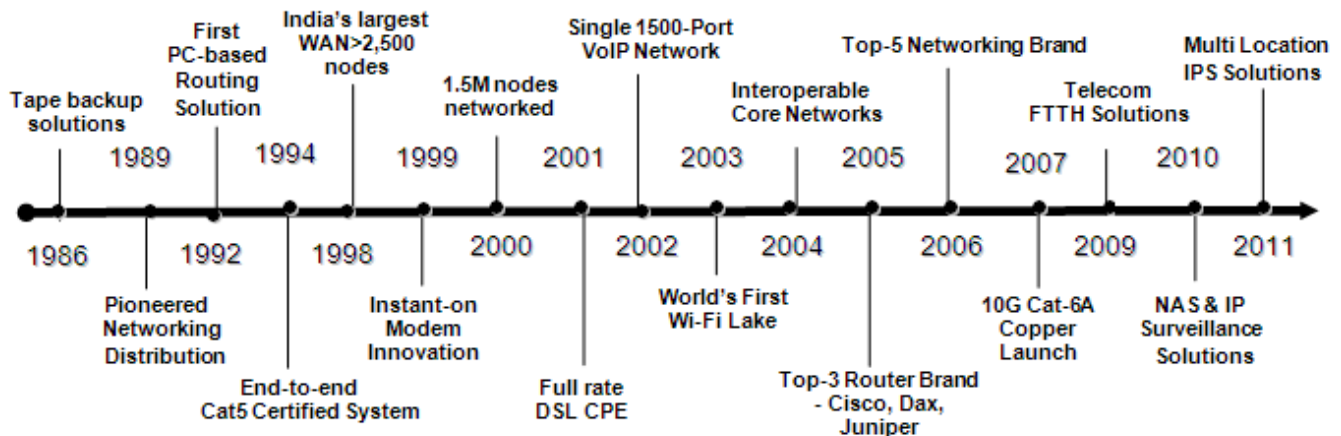 Tape backup
solutions
First
PC-based
Routing
Solution
India's largest
WAN>2,500
nodes
1.5M nodes
networked
Single 1500-Port
VoIP Network
Interoperable
Core Networks
Top-5 Networking Brand
Telecom
FTTH Solutions
Multi Location
IPS Solutions
1989
1994
1999
2001
2003
2005
2007
2010
1986
1992
1998
2000
2002
2004
2006
2009
2011
Pioneered
Networking
Distribution
End-to-end
Cat5 Certified System
Instant-on
Modem
Innovation
Full rate
DSL CPE
World's First
Wi-Fi Lake
Top-3 Router Brand
- Cisco, Dax,
Juniper
10G Cat-6A
Copper
Launch
NAS & IP
Surveillance
Solutions